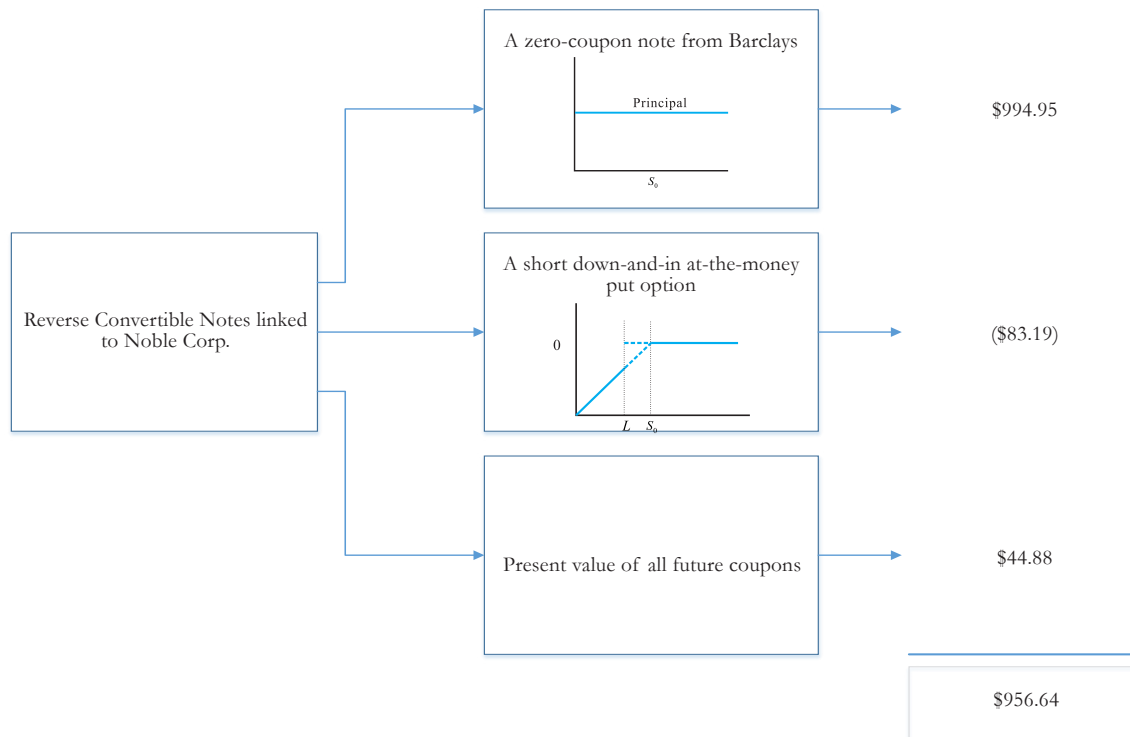 A zero-coupon note from Barclays
Principal
S₀
$994.95
Reverse Convertible Notes linked
to Noble Corp.
A short down-and-in at-the-money
put option
0
L S₀
($83.19)
Present value of all future coupons
$44.88
$956.64